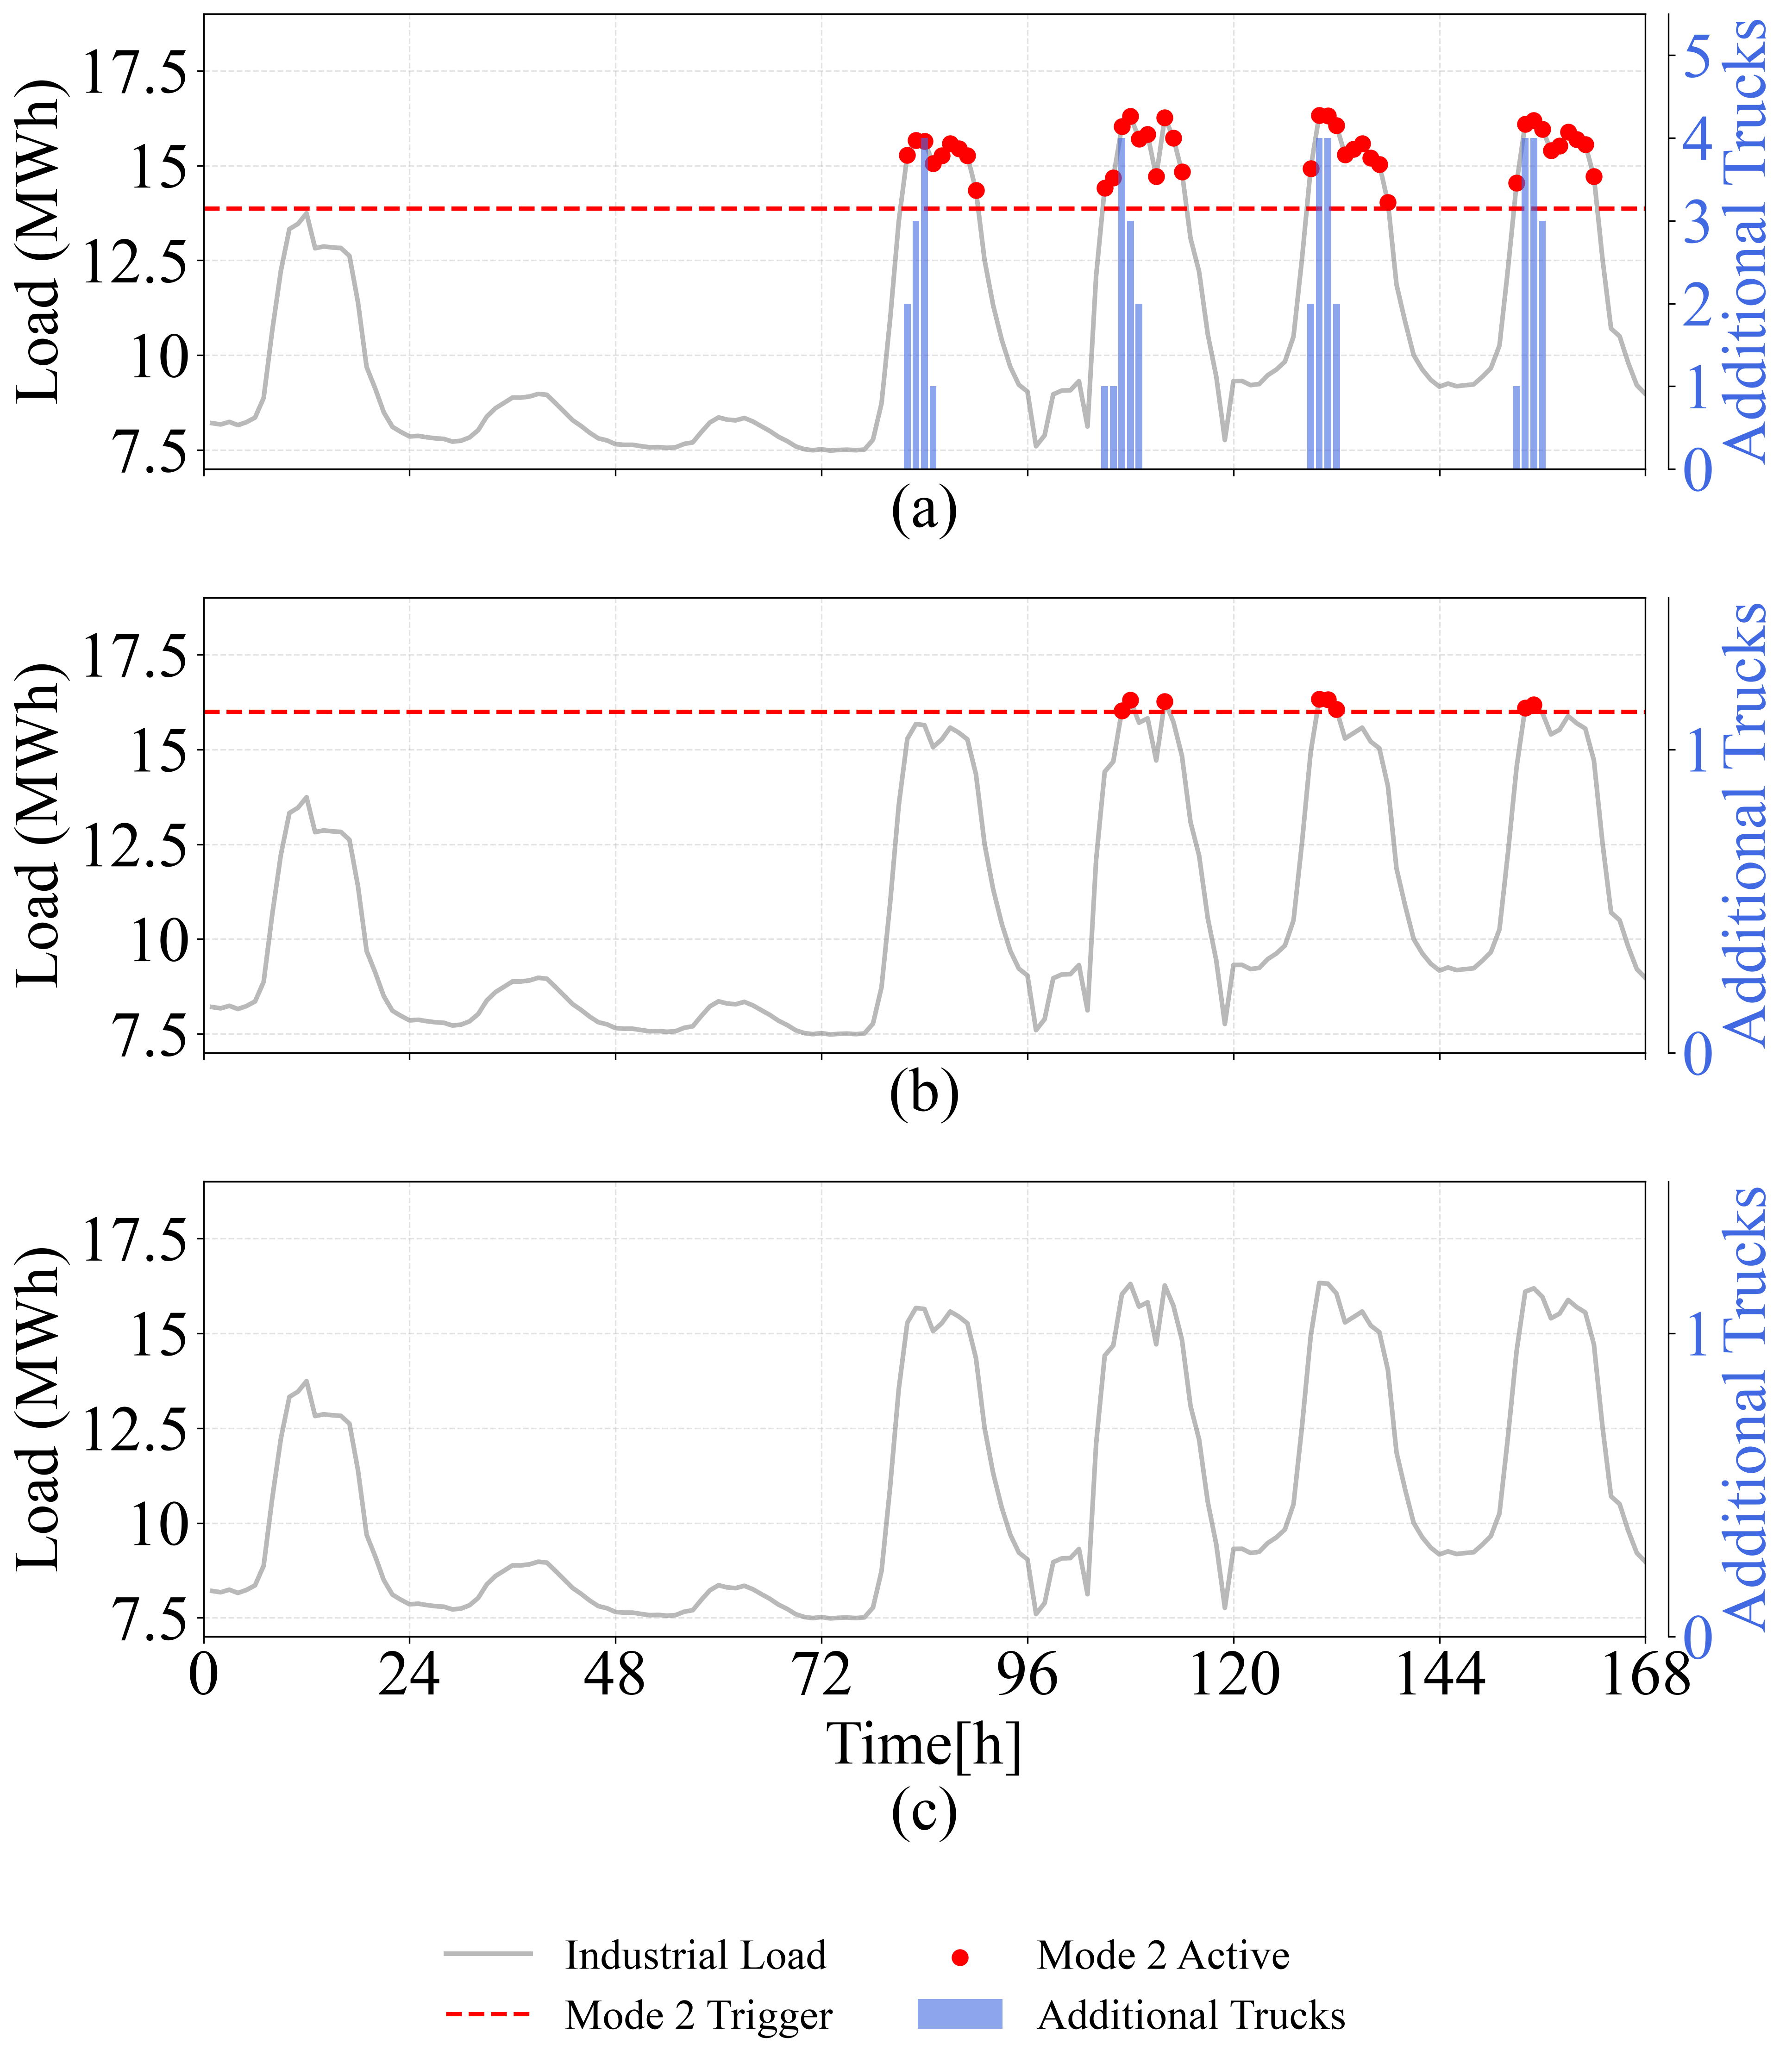 Load (MWh)
17.5
15
12.5
10
7.5
5
4
3
2
1
0
Additional Trucks
(a)
Load (MWh)
17.5
15
12.5
10
7.5
1
0
Additional Trucks
(b)
Load (MWh)
17.5
15
12.5
10
7.5
1
0
Additional Trucks
0 24 48 72 96 120 144 168
Time[h]
(c)
Industrial Load
Mode 2 Active
Mode 2 Trigger
Additional Trucks